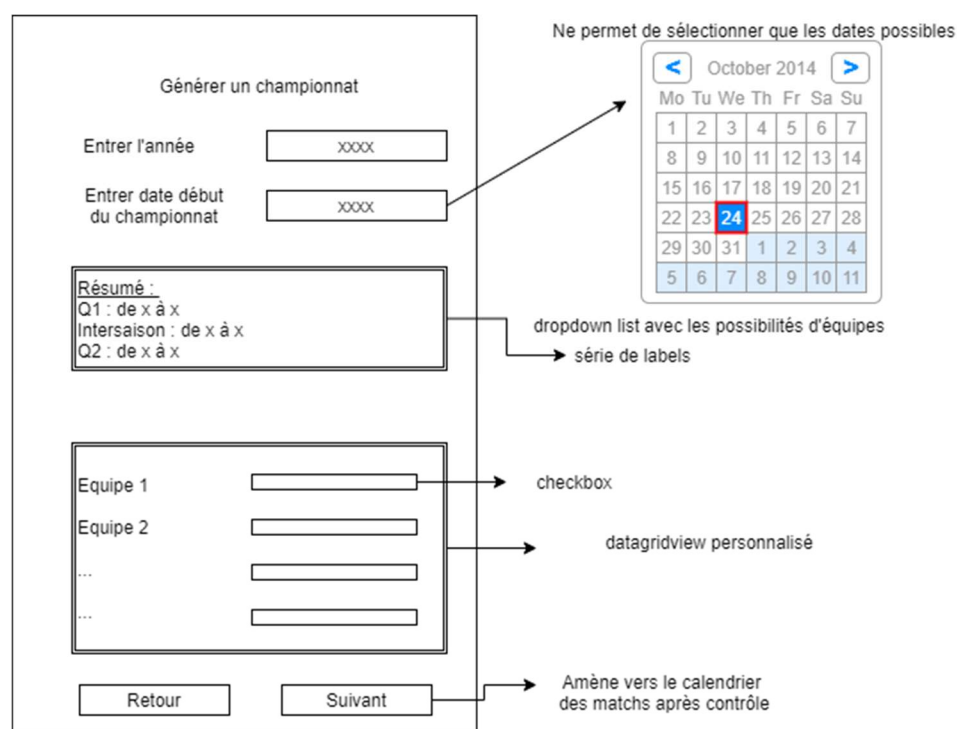 Ne permet de sélectionner que les dates possibles
Générer un championnat
Entrer l'année
xxxx
Entrer date début
du championnat
xxxx
< October 2014 >
Mo Tu We Th Fr Sa Su
1 2 3 4 5 6 7
8 9 10 11 12 13 14
15 16 17 18 19 20 21
22 23 24 25 26 27 28
29 30 31 1 2 3 4
5 6 7 8 9 10 11
Résumé :
Q1 : de x à x
Intersaison : de x à x
Q2 : de x à x
dropdown list avec les possibilités d'équipes
série de labels
Equipe 1
checkbox
Equipe 2
datagridview personnalisé
...
...
Retour
Suivant
Amène vers le calendrier
des matchs après contrôle